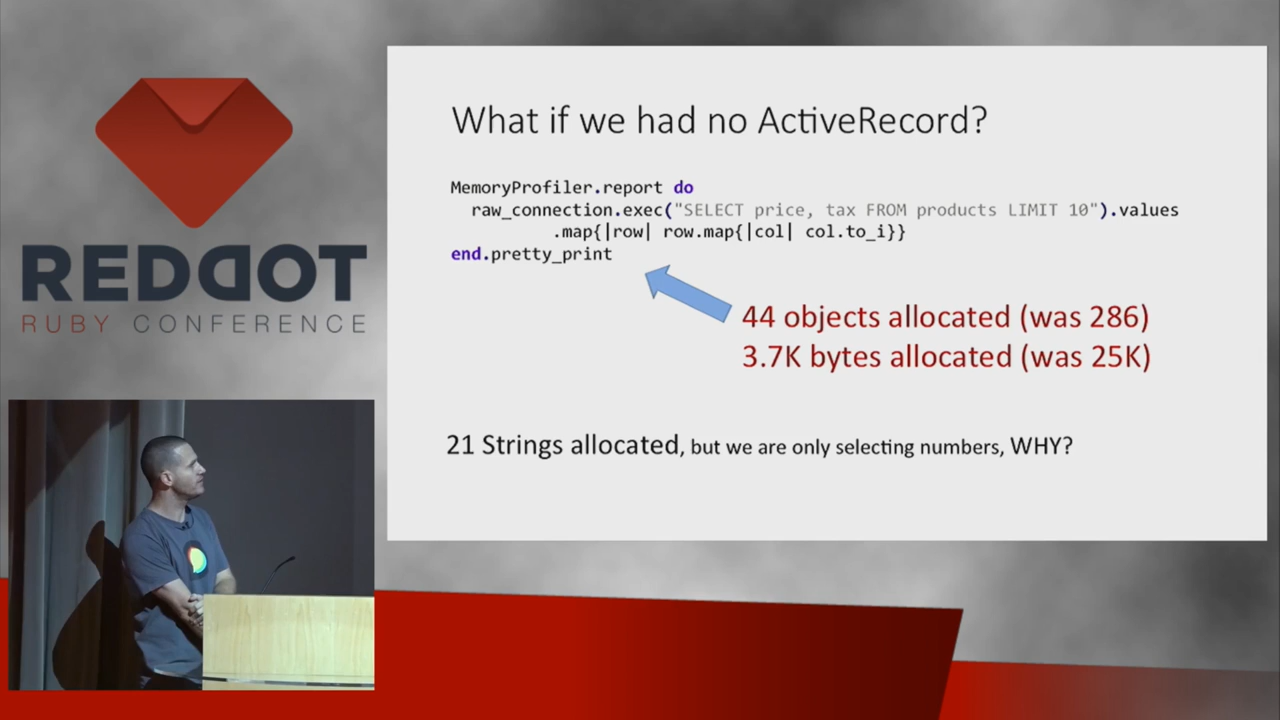 REDDOT
RUBY CONFERENCE
What if we had no ActiveRecord?
MemoryProfiler.report do
raw_connection.exec("SELECT price, tax FROM products LIMIT 10").values
.map{|row| row.map{|col| col.to_i}}
end.pretty_print
44 objects allocated (was 286)
3.7K bytes allocated (was 25K)
21 Strings allocated, but we are only selecting numbers, WHY?